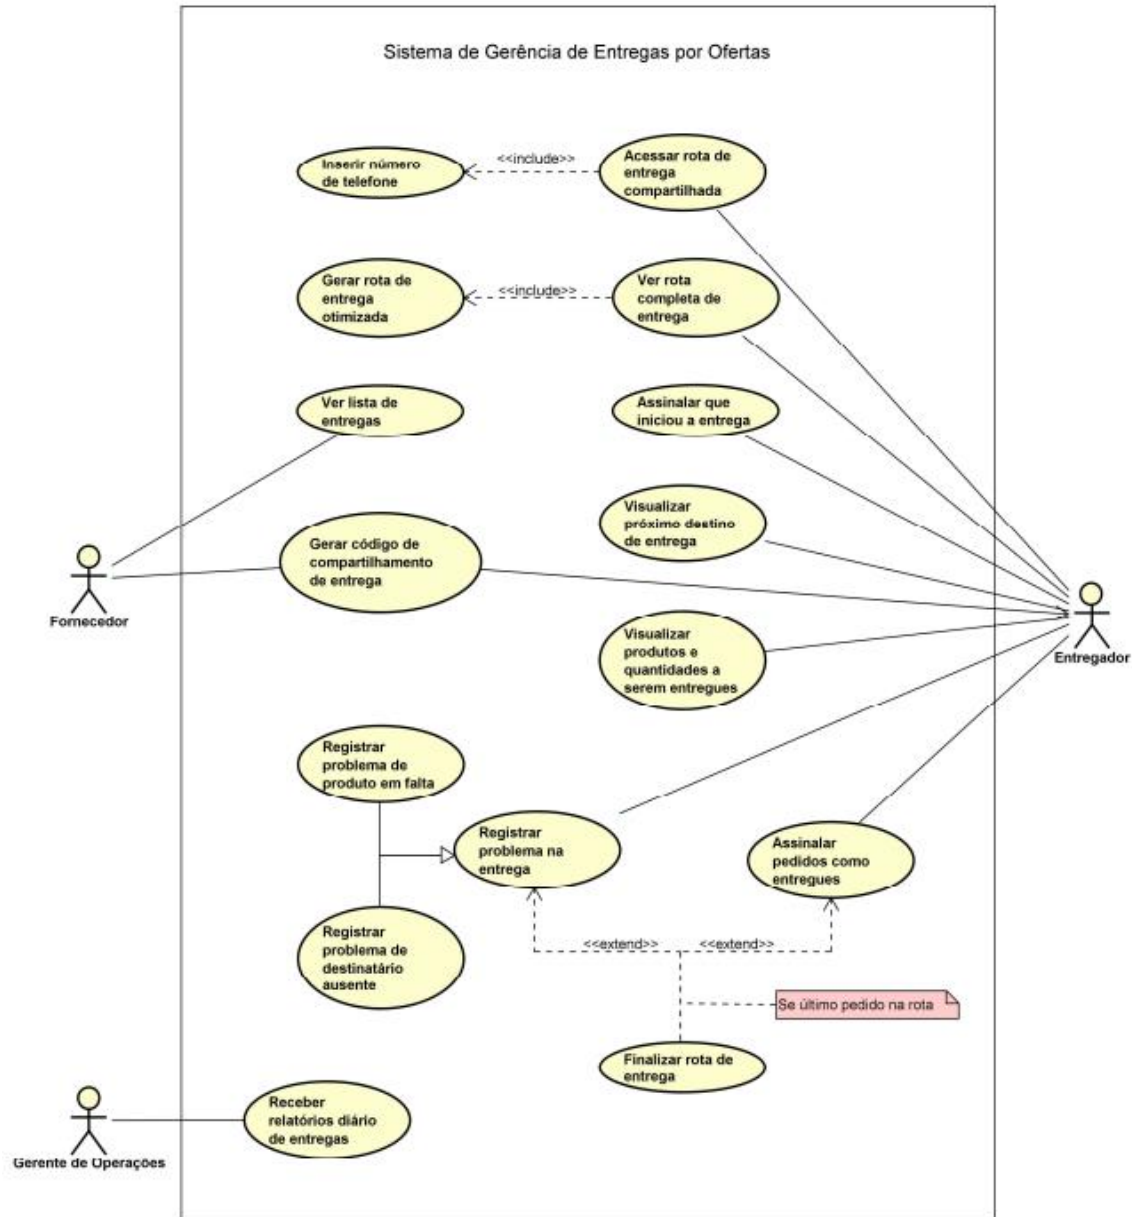 Sistema de Gerência de Entregas por Ofertas
Inserir número
de telefone
<<include>>
Acessar rota de
entrega
compartilhada
Gerar rota de
entrega
otimizada
<<include>>
Ver rota
completa de
entrega
Ver lista de
entregas
Assinalar que
iniciou a entrega
Visualizar
próximo destino
de entrega
Gerar código de
compartilhamento
de entrega
Fornecedor
Visualizar
produtos e
quantidades a
serem entregues
Entregador
Registrar
problema de
produto em falta
Registrar
problema na
entrega
Assinalar
pedidos como
entregues
Registrar
problema de
destinatário
ausente
<<extend>>
<<extend>>
Se último pedido na rota
Finalizar rota de
entrega
Receber
relatórios diário
de entregas
Gerente de Operações